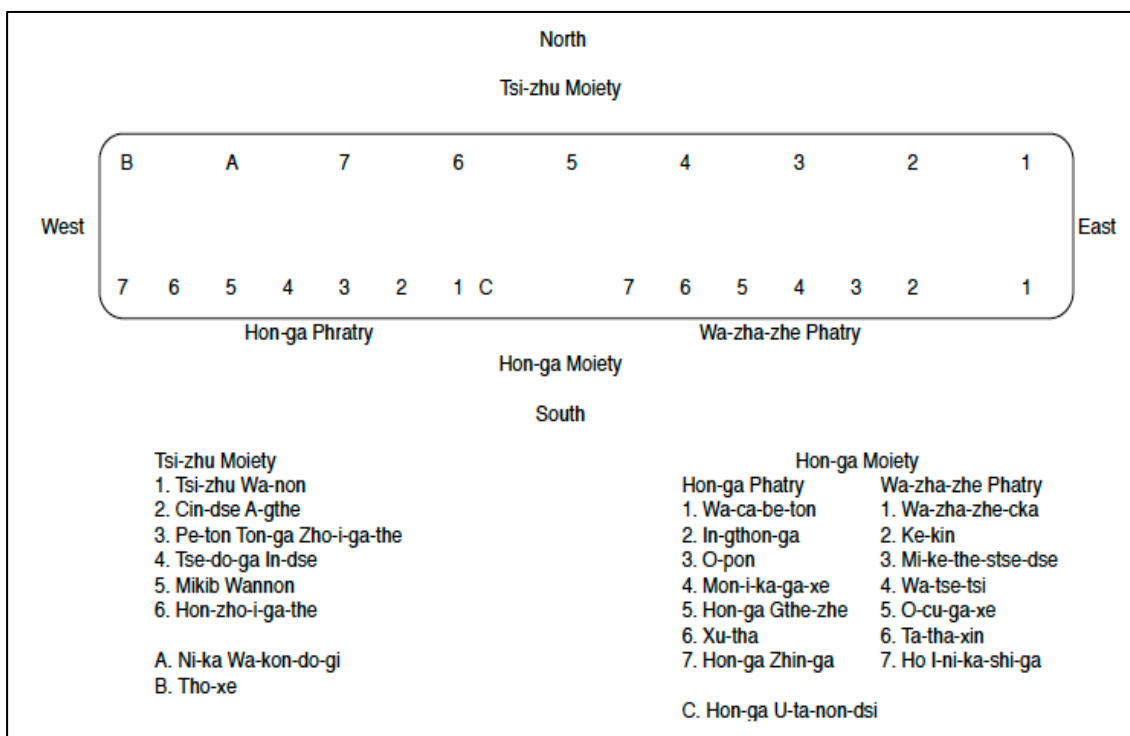 North
Tsi-zhu Moiety
B A 7 6 5 4 3 2 1
West East
7 6 5 4 3 2 1 C 7 6 5 4 3 2 1
Hon-ga Phratry Wa-zha-zhe Phatry
Hon-ga Moiety
South
Tsi-zhu Moiety
1. Tsi-zhu Wa-non
2. Cin-dse A-gthe
3. Pe-ton Ton-ga Zho-i-ga-the
4. Tse-do-ga In-dse
5. Mikib Wannon
6. Hon-zho-i-ga-the
A. Ni-ka Wa-kon-do-gi
B. Tho-xe
Hon-ga Moiety
Hon-ga Phatry Wa-zha-zhe Phatry
1. Wa-ca-be-ton 1. Wa-zha-zhe-cka
2. In-gthon-ga 2. Ke-kin
3. O-pon 3. Mi-ke-the-stse-dse
4. Mon-i-ka-ga-xe 4. Wa-tse-tsi
5. Hon-ga Gthe-zhe 5. O-cu-ga-xe
6. Xu-tha 6. Ta-tha-xin
7. Hon-ga Zhin-ga 7. Ho I-ni-ka-shi-ga
C. Hon-ga U-ta-non-dsi